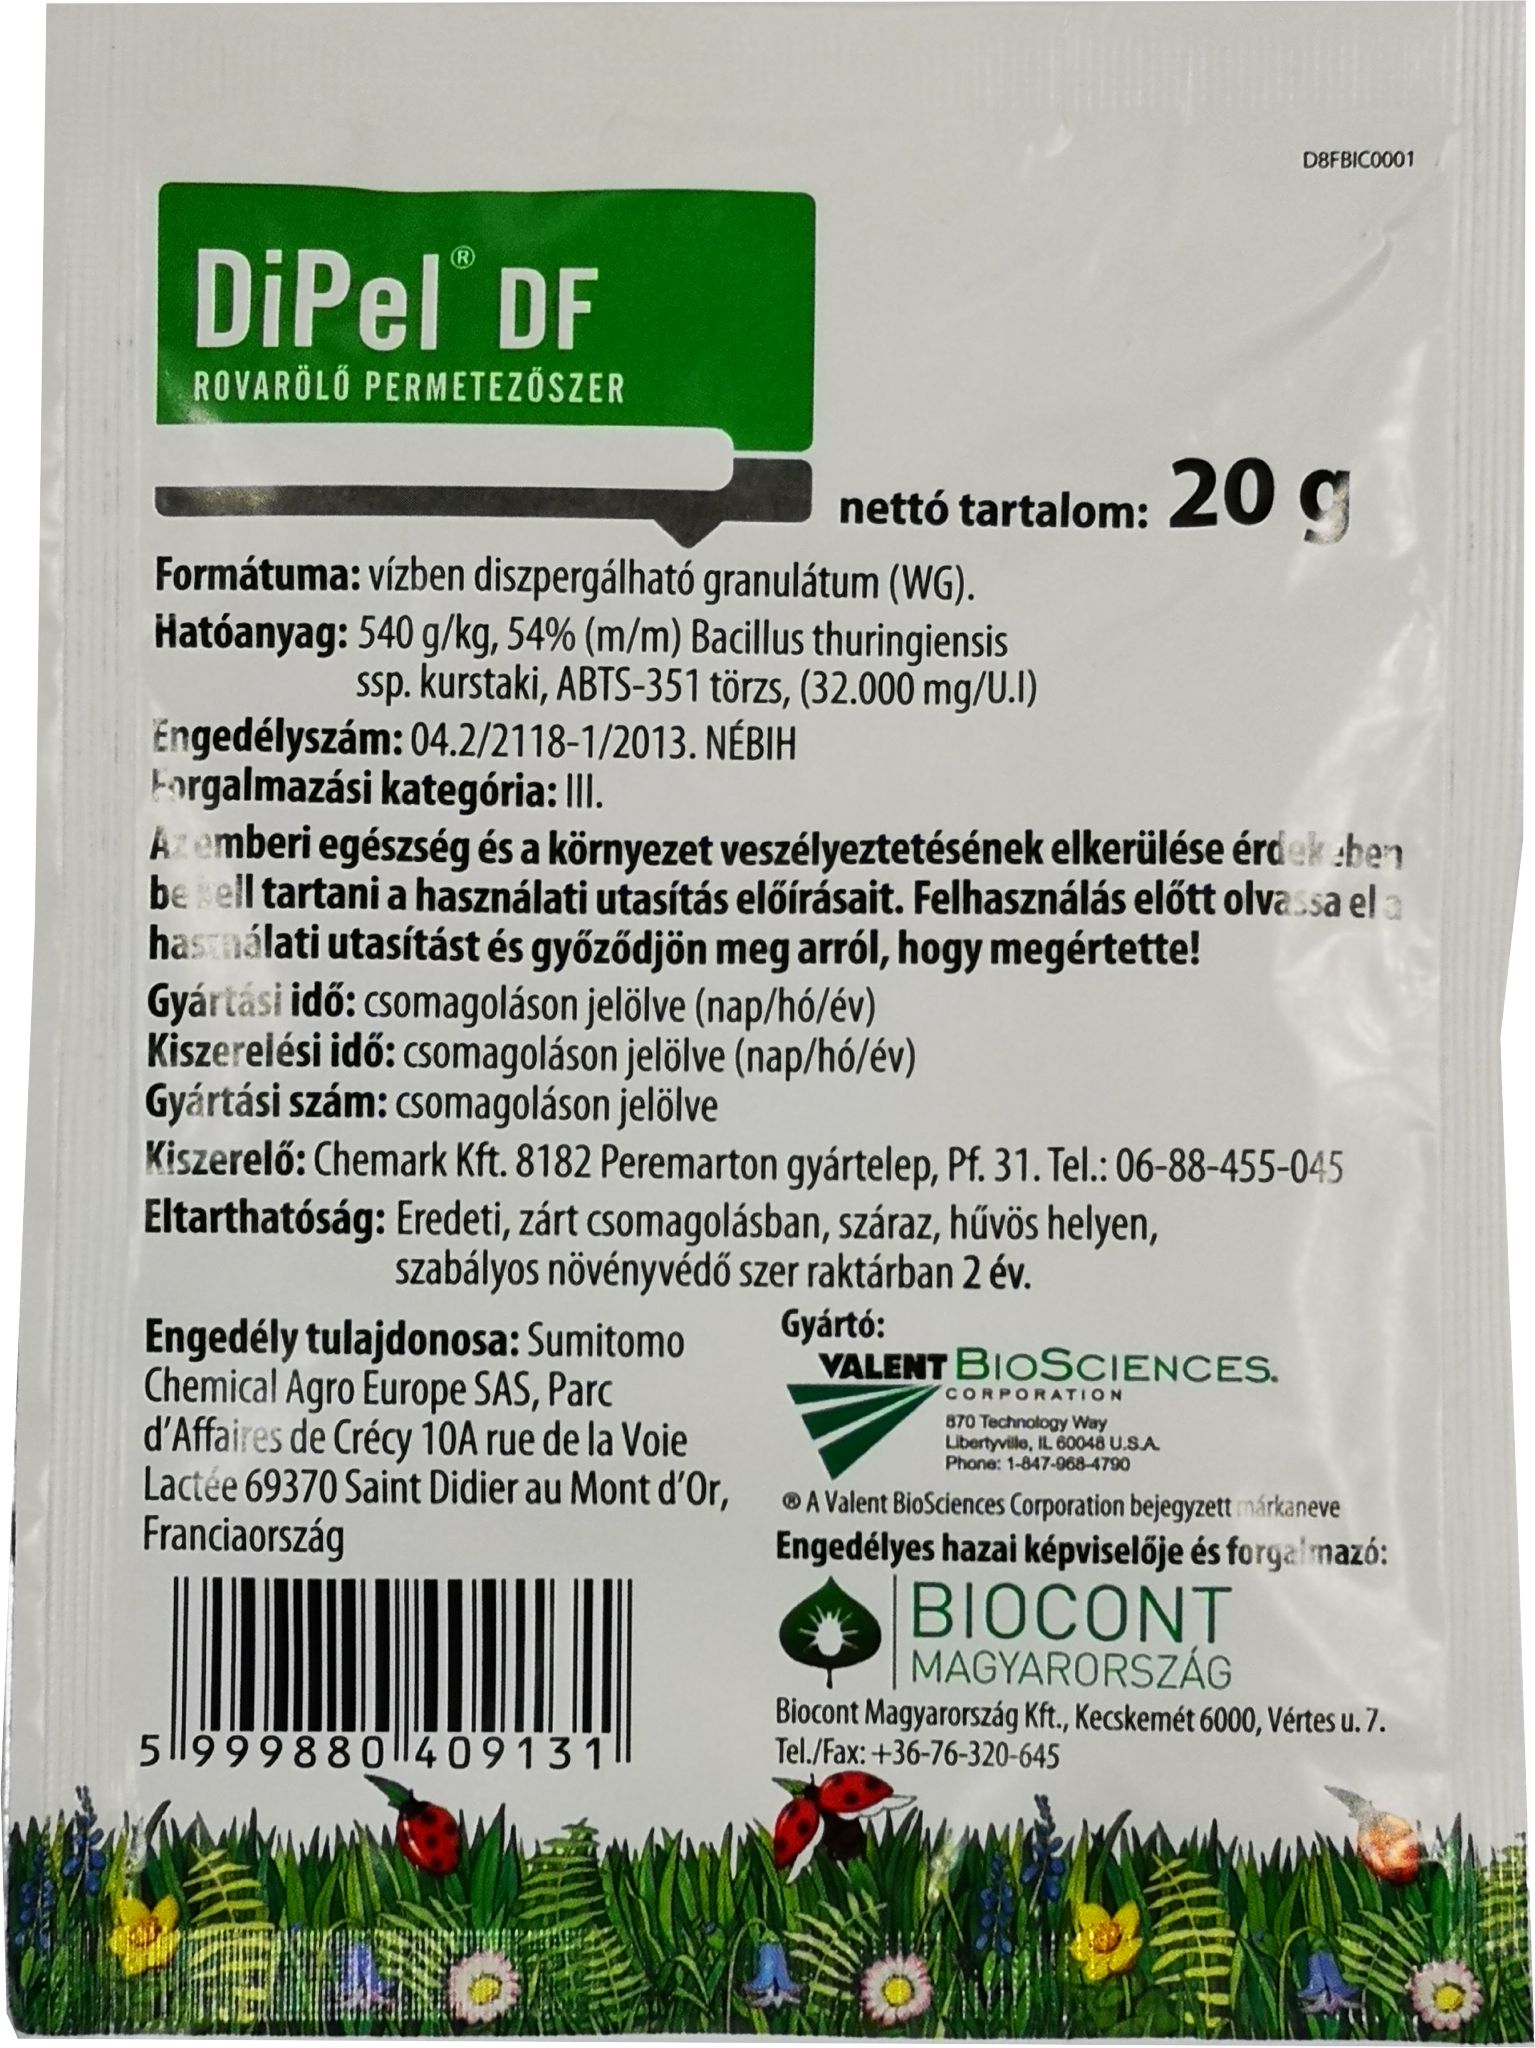 D8FBIC0001
DiPel® DF
ROVARÖLŐ PERMETEZŐSZER
nettó tartalom: 20 g
Formátuma: vízben diszpergálható granulátum (WG).
Hatóanyag: 540 g/kg, 54% (m/m) Bacillus thuringiensis
ssp. kurstaki, ABTS-351 törzs, (32.000 mg/U.I)
Engedélyszám: 04.2/2118-1/2013. NÉBIH
Forgalmazási kategória: III.
Az emberi egészség és a környezet veszélyeztetésének elkerülése érdekében
be kell tartani a használati utasítás előírásait. Felhasználás előtt olvassa el a
használati utasítást és győződjön meg arról, hogy megértette!
Gyártási idő: csomagoláson jelölve (nap/hó/év)
Kiszerelési idő: csomagoláson jelölve (nap/hó/év)
Gyártási szám: csomagoláson jelölve
Kiszerelő: Chemark Kft. 8182 Peremarton gyártelep, Pf. 31. Tel.: 06-88-455-045
Eltarthatóság: Eredeti, zárt csomagolásban, száraz, hűvös helyen,
szabályos növényvédő szer raktárban 2 év.
Engedély tulajdonosa: Sumitomo
Chemical Agro Europe SAS, Parc
d'Affaires de Crécy 10A rue de la Voie
Lactée 69370 Saint Didier au Mont d'Or,
Franciaország
5 999880 409131
Gyártó:
VALENT BIOSCIENCES.
CORPORATION
870 Technology Way
Libertyville, IL 60048 U.S.A.
Phone: 1-847-968-4790
® A Valent BioSciences Corporation bejegyzett márkaneve
Engedélyes hazai képviselője és forgalmazó:
BIOCONT
MAGYARORSZÁG
Biocont Magyarország Kft., Kecskemét 6000, Vértes u. 7.
Tel./Fax: +36-76-320-645